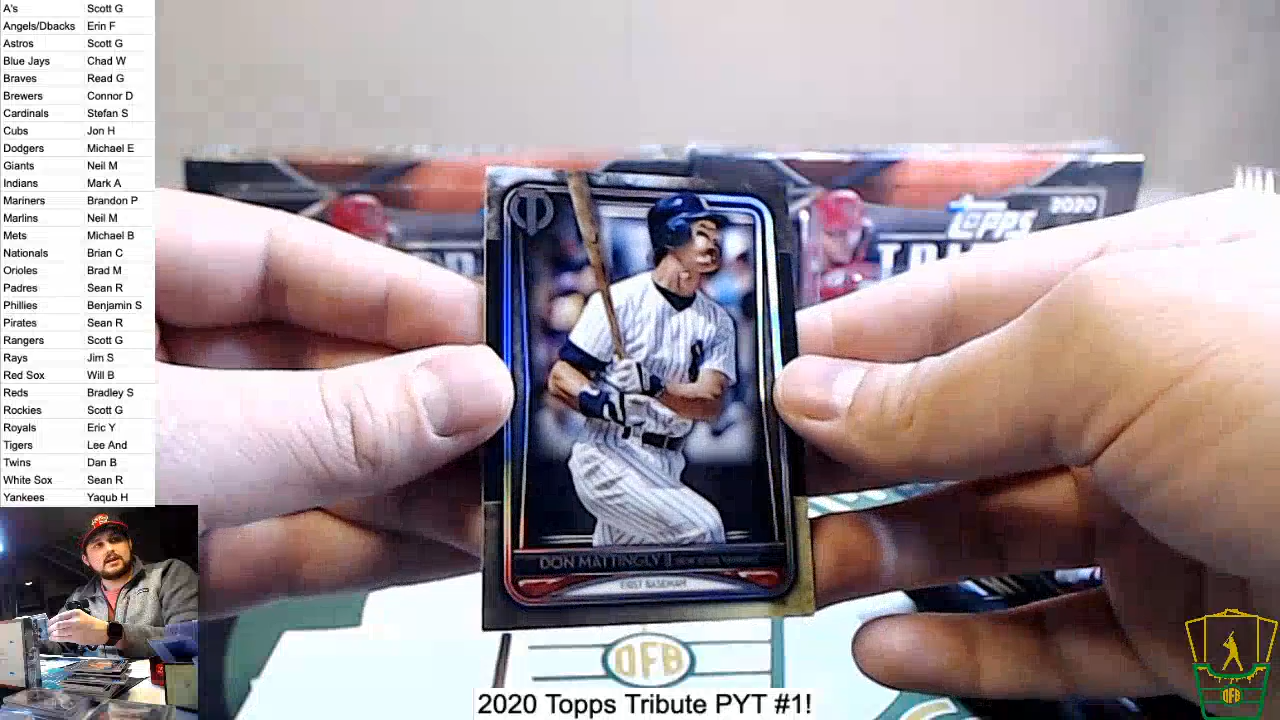 A's Scott G
Angels/Dbacks Erin F
Astros Scott G
Blue Jays Chad W
Braves Read G
Brewers Connor D
Cardinals Stefan S
Cubs Jon H
Dodgers Michael E
Giants Neil M
Indians Mark A
Mariners Brandon P
Marlins Neil M
Mets Michael B
Nationals Brian C
Orioles Brad M
Padres Sean R
Phillies Benjamin S
Pirates Sean R
Rangers Scott G
Rays Jim S
Red Sox Will B
Reds Bradley S
Rockies Scott G
Royals Eric Y
Tigers Lee And
Twins Dan B
White Sox Sean R
Yankees Yaqub H
Topps 2020
DON MATTINGLY
FIRST BASEMAN
OFB
2020 Topps Tribute PYT #1!
OFB